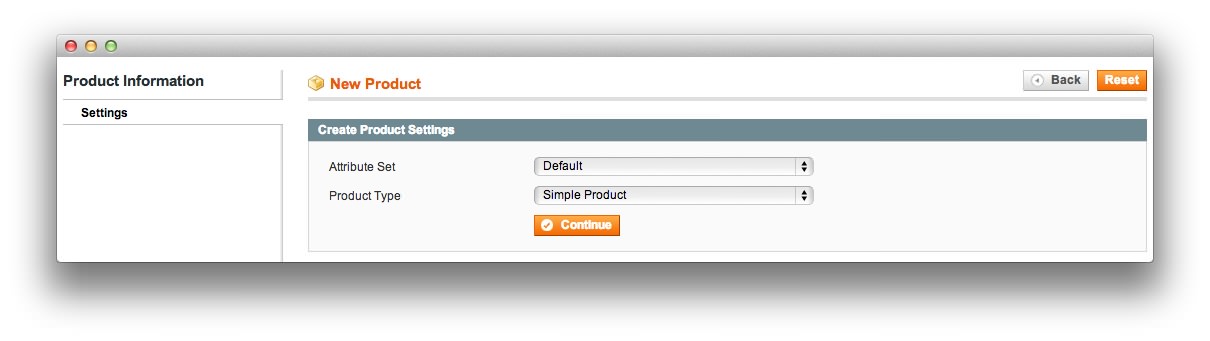 Product Information
Settings
New Product
Back
Reset
Create Product Settings
Attribute Set
Default
Product Type
Simple Product
Continue